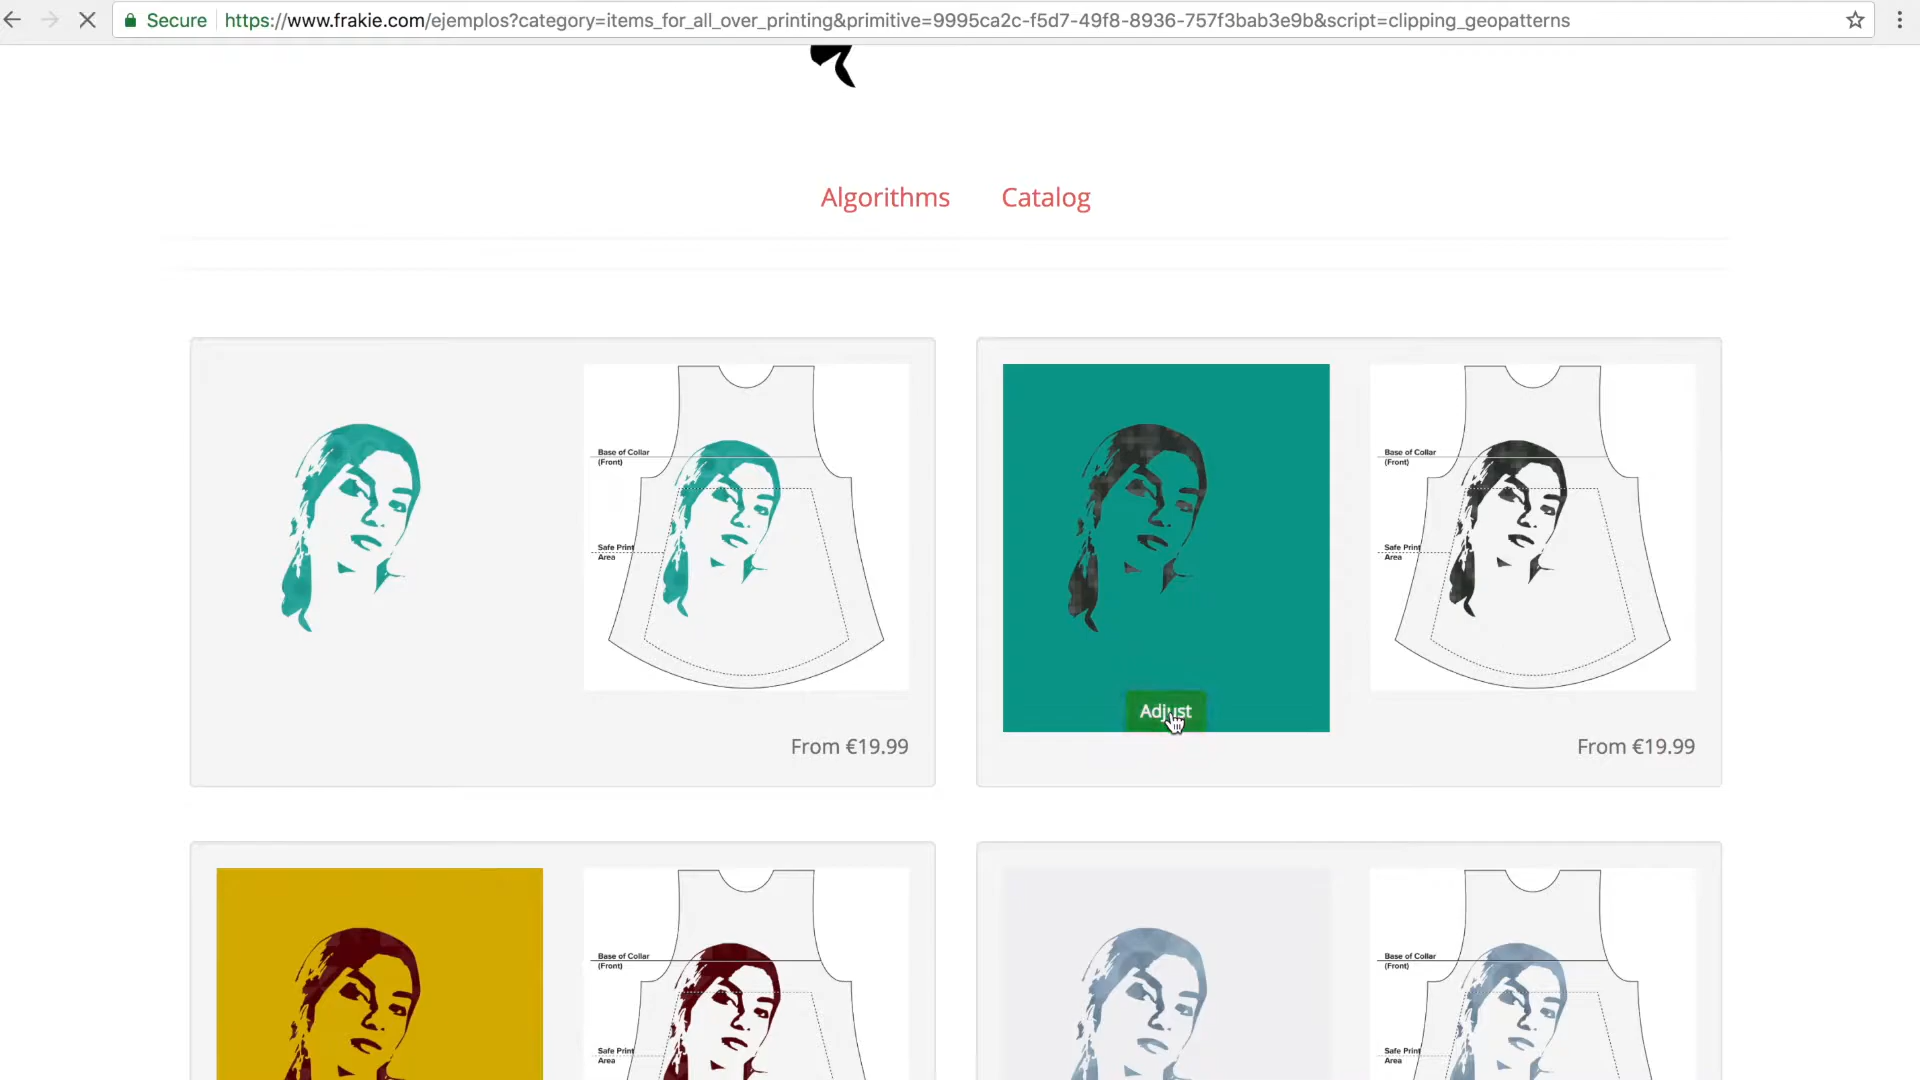 Secure https://www.frakie.com/ejemplos?category=items_for_all_over_printing&primitive=9995ca2c-f5d7-49f8-8936-757f3bab3e9b&script=clipping_geopatterns
Algorithms Catalog
Base of Collar
(Front)
Safe Print
Area
From €19.99
Base of Collar
(Front)
Safe Print
Area
Adjust
From €19.99
Base of Collar
(Front)
Safe Print
Area
Base of Collar
(Front)
Safe Print
Area